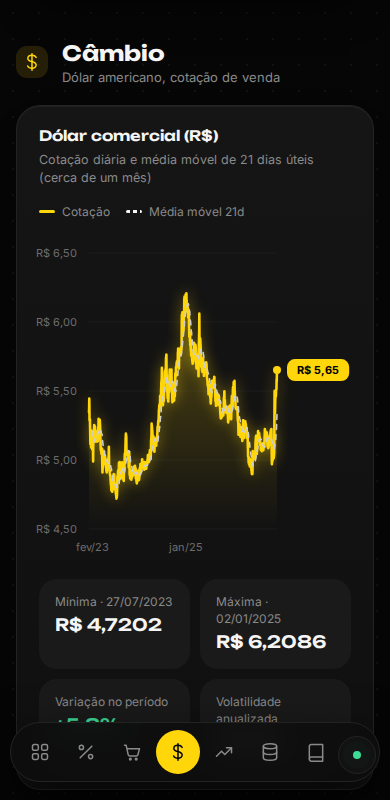 Câmbio
Dólar americano, cotação de venda
Dólar comercial (R$)
Cotação diária e média móvel de 21 dias úteis
(cerca de um mês)
Cotação
Média móvel 21d
R$ 6,50
R$ 6,00
R$ 5,50
R$ 5,00
R$ 4,50
R$ 5,65
fev/23
jan/25
Mínima · 27/07/2023
R$ 4,7202
Máxima ·
02/01/2025
R$ 6,2086
Variação no período
Volatilidade
anualizada